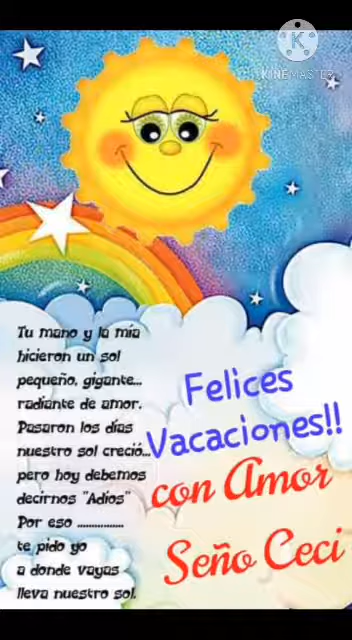 KINEMASTER
Tu mano y la mía
hicieron un sol
pequeño, gigante...
radiante de amor.
Pasaron los días
nuestro sol creció...
pero hoy debemos
decirnos "Adíos"
Por eso ................
te pido yo
a donde vayas
lleva nuestro sol.
Felices
Vacaciones!!
con Amor
Seño Ceci